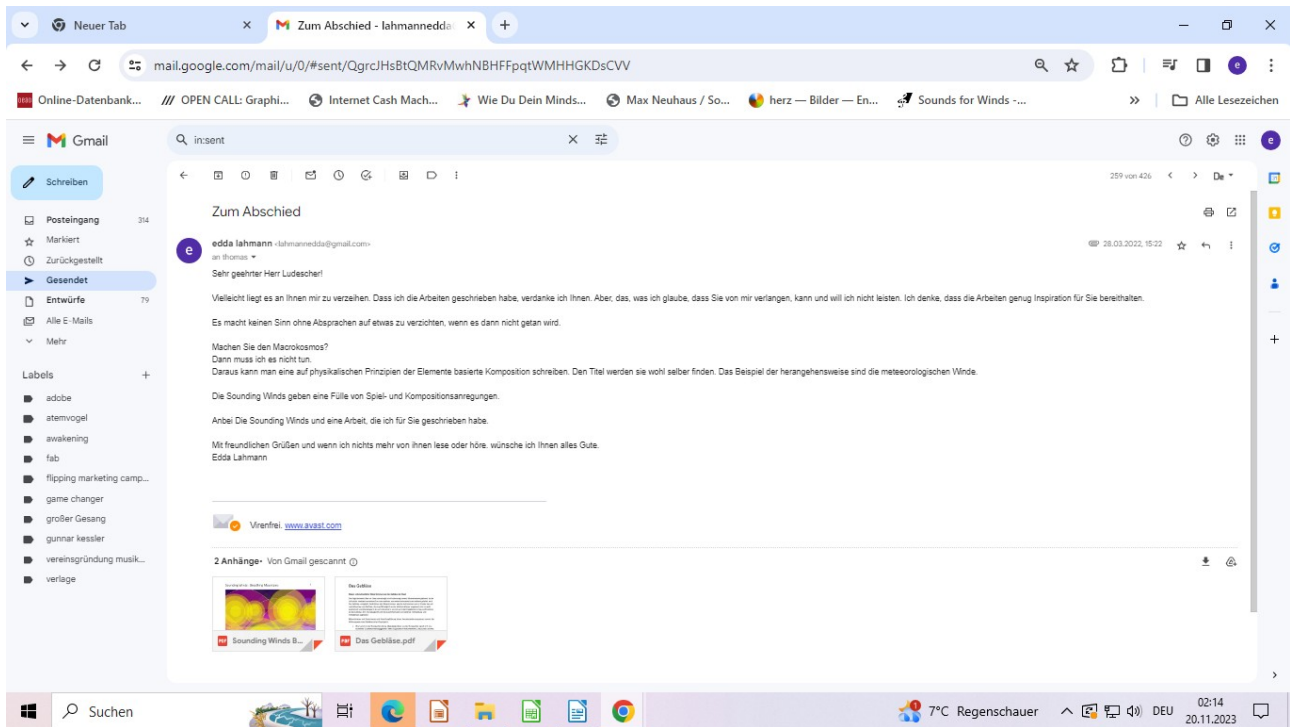 Neuer Tab
Zum Abschied - lahmannedda
mail.google.com/mail/u/0/#sent/QgrcJHsBtQMRvMwhNBHFFpqtWMHHGKDsCVV
Online-Datenbank... OPEN CALL: Graphi... Internet Cash Mach... Wie Du Dein Minds... Max Neuhaus / So... herz — Bilder — En... Sounds for Winds -... » Alle Lesezeichen
Gmail
in:sent
Schreiben
259 von 426
De
Posteingang 314
Markiert
Zurückgestellt
Gesendet
Entwürfe 79
Alle E-Mails
Mehr
Labels +
adobe
atemvogel
awakening
fab
flipping marketing camp...
game changer
großer Gesang
gunnar kessler
vereinsgründung musik...
verlage
Zum Abschied
edda lahmann <lahmannedda@gmail.com>
28.03.2022, 15:22
an thomas
Sehr geehrter Herr Ludescher!
Vielleicht liegt es an Ihnen mir zu verzeihen. Dass ich die Arbeiten geschrieben habe, verdanke ich Ihnen. Aber, das, was ich glaube, dass Sie von mir verlangen, kann und will ich nicht leisten. Ich denke, dass die Arbeiten genug Inspiration für Sie bereithalten.
Es macht keinen Sinn ohne Absprachen auf etwas zu verzichten, wenn es dann nicht getan wird.
Machen Sie den Macrokosmos?
Dann muss ich es nicht tun.
Daraus kann man eine auf physikalischen Prinzipien der Elemente basierte Komposition schreiben. Den Titel werden sie wohl selber finden. Das Beispiel der herangehensweise sind die meteeorologischen Winde.
Die Sounding Winds geben eine Fülle von Spiel- und Kompositionsanregungen.
Anbei Die Sounding Winds und eine Arbeit, die ich für Sie geschrieben habe.
Mit freundlichen Grüßen und wenn ich nichts mehr von ihnen lese oder höre. wünsche ich Ihnen alles Gute.
Edda Lahmann
Virenfrei. www.avast.com
2 Anhänge • Von Gmail gescannt
Das Gebläse
PDF Sounding Winds B...
PDF Das Gebläse.pdf
Suchen
7°C Regenschauer
DEU
02:14
20.11.2023